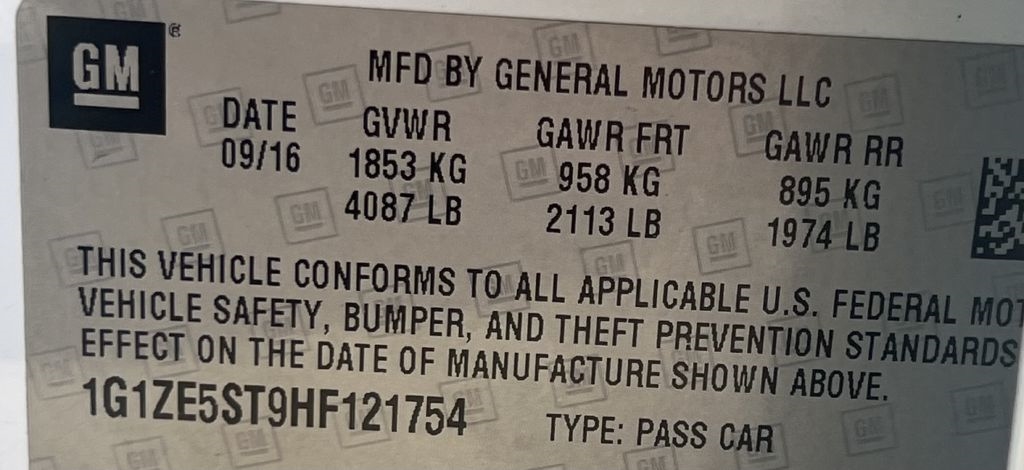 GM
MFD BY GENERAL MOTORS LLC
DATE GVWR GAWR FRT GAWR RR
09/16 1853 KG 958 KG 895 KG
4087 LB 2113 LB 1974 LB
THIS VEHICLE CONFORMS TO ALL APPLICABLE U.S. FEDERAL MOT
VEHICLE SAFETY, BUMPER, AND THEFT PREVENTION STANDARDS
EFFECT ON THE DATE OF MANUFACTURE SHOWN ABOVE.
1G1ZE5ST9HF121754 TYPE: PASS CAR